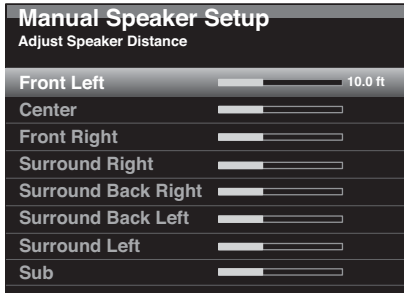 Manual Speaker Setup
Adjust Speaker Distance
Front Left 10.0 ft
Center
Front Right
Surround Right
Surround Back Right
Surround Back Left
Surround Left
Sub